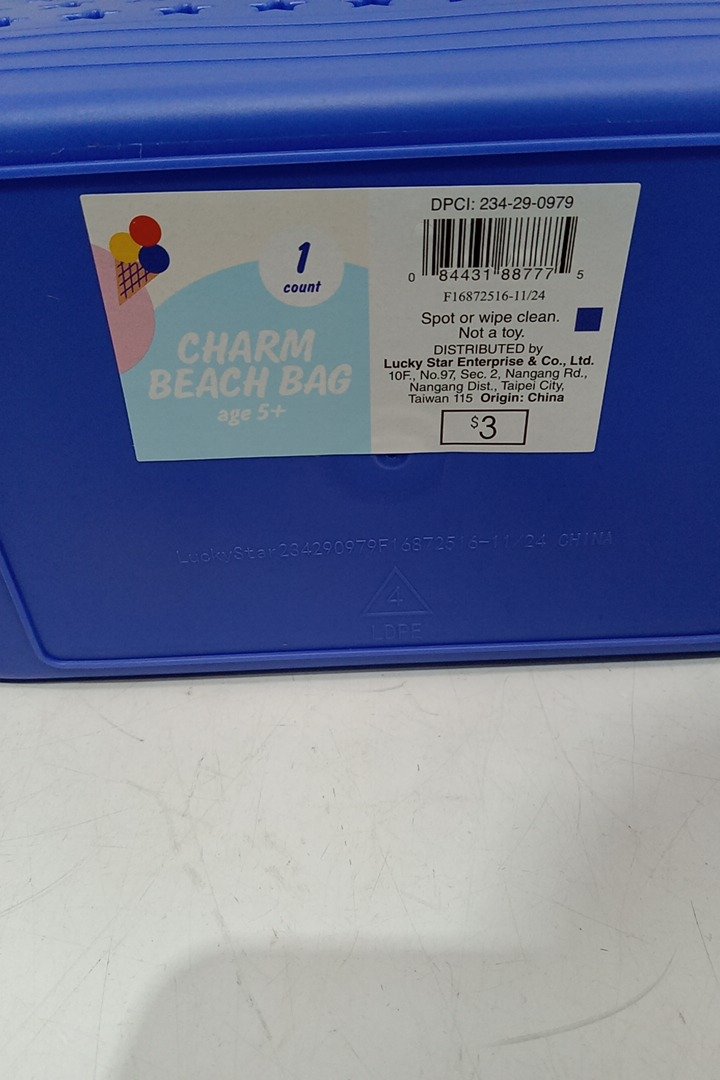 1
count
CHARM
BEACH BAG
age 5+
DPCI: 234-29-0979
0 84431 88777 5
F16872516-11/24
Spot or wipe clean.
Not a toy.
DISTRIBUTED by
Lucky Star Enterprise & Co., Ltd.
10F., No.97, Sec. 2, Nangang Rd.,
Nangang Dist., Taipei City,
Taiwan 115 Origin: China
$3
LuckyStar234290979F16872516-11/24 CHINA
4
LDPE